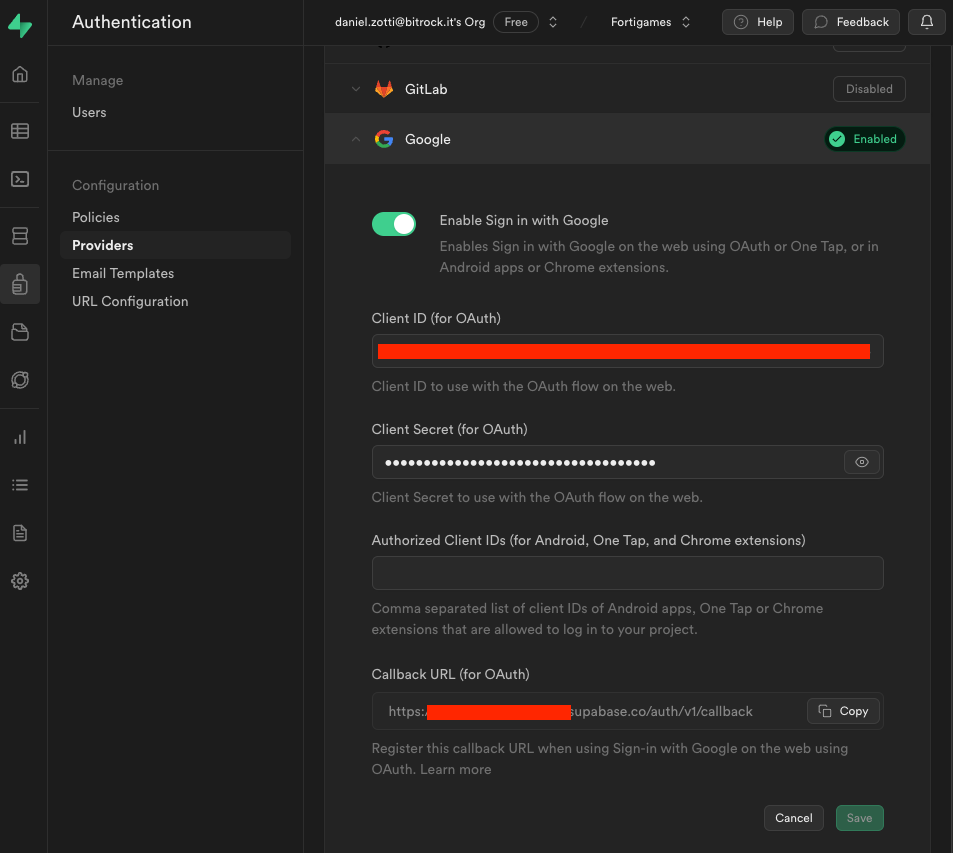 Authentication
daniel.zotti@bitrock.it's Org Free / Fortigames Help Feedback
Manage
Users
Configuration
Policies
Providers
Email Templates
URL Configuration
GitLab Disabled
Google Enabled
Enable Sign in with Google
Enables Sign in with Google on the web using OAuth or One Tap, or in
Android apps or Chrome extensions.
Client ID (for OAuth)
Client ID to use with the OAuth flow on the web.
Client Secret (for OAuth)
•••••••••••••••••••••••••••••••••••
Client Secret to use with the OAuth flow on the web.
Authorized Client IDs (for Android, One Tap, and Chrome extensions)
Comma separated list of client IDs of Android apps, One Tap or Chrome
extensions that are allowed to log in to your project.
Callback URL (for OAuth)
https:/ supabase.co/auth/v1/callback Copy
Register this callback URL when using Sign-in with Google on the web using
OAuth. Learn more
Cancel Save